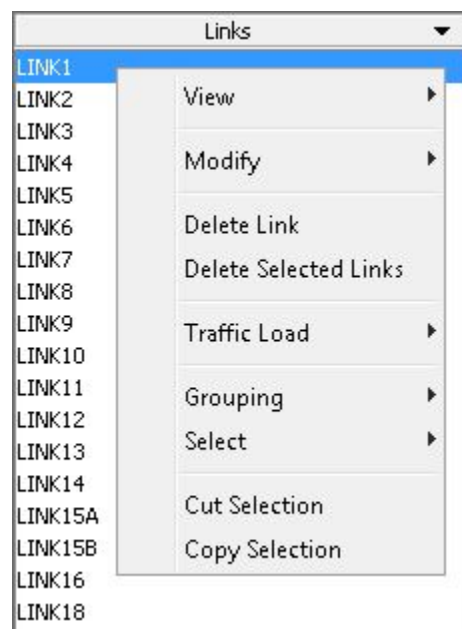 Links
LINK1
LINK2
LINK3
LINK4
LINK5
LINK6
LINK7
LINK8
LINK9
LINK10
LINK11
LINK12
LINK13
LINK14
LINK15A
LINK15B
LINK16
LINK18
View
Modify
Delete Link
Delete Selected Links
Traffic Load
Grouping
Select
Cut Selection
Copy Selection